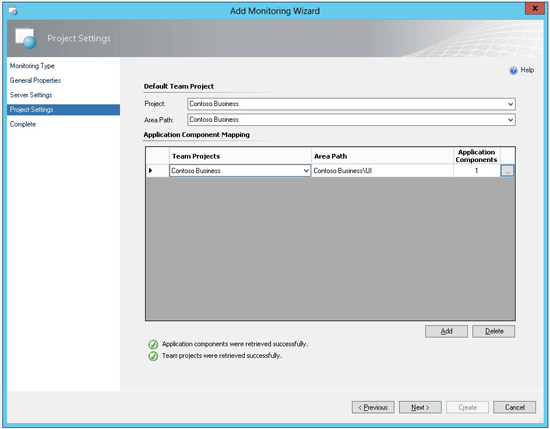 Add Monitoring Wizard
x
Project Settings
Monitoring Type
General Properties
Server Settings
Project Settings
Complete
Help
Default Team Project
Project: Contoso Business
Area Path: Contoso Business
Application Component Mapping
Team Projects Area Path Application Components
Contoso Business Contoso Business\UI 1 ...
Add Delete
Application components were retrieved successfully.
Team projects were retrieved successfully.
< Previous Next > Create Cancel